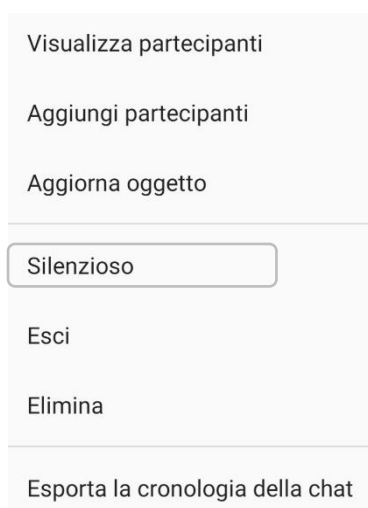 Visualizza partecipanti
Aggiungi partecipanti
Aggiorna oggetto
Silenzioso
Esci
Elimina
Esporta la cronologia della chat